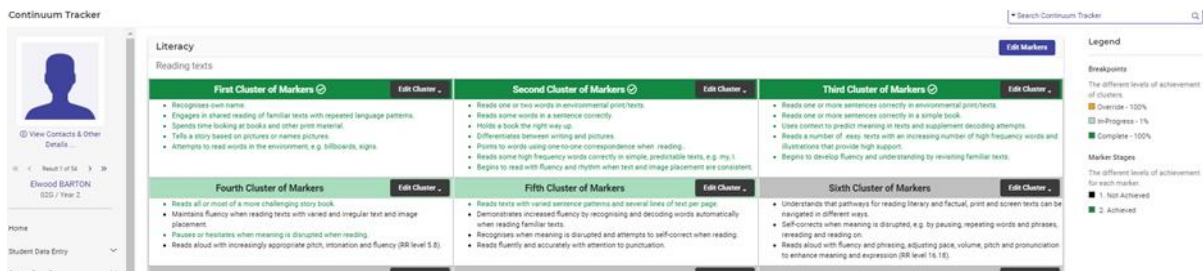 Continuum Tracker
Search Continuum Tracker
View Contacts & Other
Details ...
Result 1 of 54
Elwood BARTON
02G / Year 2
Home
Student Data Entry
Literacy
Edit Markers
Reading texts
First Cluster of Markers
Edit Cluster
Recognises own name.
Engages in shared reading of familiar texts with repeated language patterns.
Spends time looking at books and other print material.
Tells a story based on pictures or names pictures.
Attempts to read words in the environment, e.g. billboards, signs.
Second Cluster of Markers
Edit Cluster
Reads one or two words in environmental print/texts.
Reads some words in a sentence correctly.
Holds a book the right way up.
Differentiates between writing and pictures.
Points to words using one-to-one correspondence when .reading..
Reads some high frequency words correctly in simple, predictable texts, e.g. my, I.
Begins to read with fluency and rhythm when text and image placement are consistent.
Third Cluster of Markers
Edit Cluster
Reads one or more sentences correctly in environmental print/texts.
Reads one or more sentences correctly in a simple book.
Uses context to predict meaning in texts and supplement decoding attempts.
Reads a number of .easy. texts with an increasing number of high frequency words and
illustrations that provide high support.
Begins to develop fluency and understanding by revisiting familiar texts.
Fourth Cluster of Markers
Edit Cluster
Reads all or most of a more challenging story book.
Maintains fluency when reading texts with varied and irregular text and image
placement.
Pauses or hesitates when meaning is disrupted when reading.
Reads aloud with increasingly appropriate pitch, intonation and fluency (RR level 5.8).
Fifth Cluster of Markers
Edit Cluster
Reads texts with varied sentence patterns and several lines of text per page.
Demonstrates increased fluency by recognising and decoding words automatically
when reading familiar texts.
Recognises when meaning is disrupted and attempts to self-correct when reading.
Reads fluently and accurately with attention to punctuation.
Sixth Cluster of Markers
Edit Cluster
Understands that pathways for reading literary and factual, print and screen texts can be
navigated in different ways.
Self-corrects when meaning is disrupted, e.g. by pausing, repeating words and phrases,
rereading and reading on.
Reads aloud with fluency and phrasing, adjusting pace, volume, pitch and pronunciation
to enhance meaning and expression (RR level 16.18).
Legend
Breakpoints
The different levels of achievement
of clusters.
Override - 100%
In-Progress - 1%
Complete - 100%
Marker Stages
The different levels of achievement
for each marker.
1. Not Achieved
2. Achieved